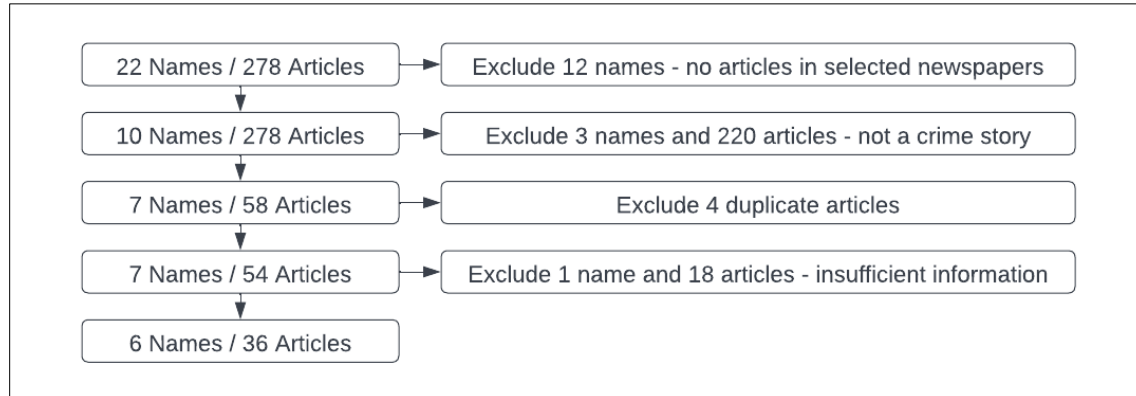 22 Names / 278 Articles
Exclude 12 names - no articles in selected newspapers
10 Names / 278 Articles
Exclude 3 names and 220 articles - not a crime story
7 Names / 58 Articles
Exclude 4 duplicate articles
7 Names / 54 Articles
Exclude 1 name and 18 articles - insufficient information
6 Names / 36 Articles